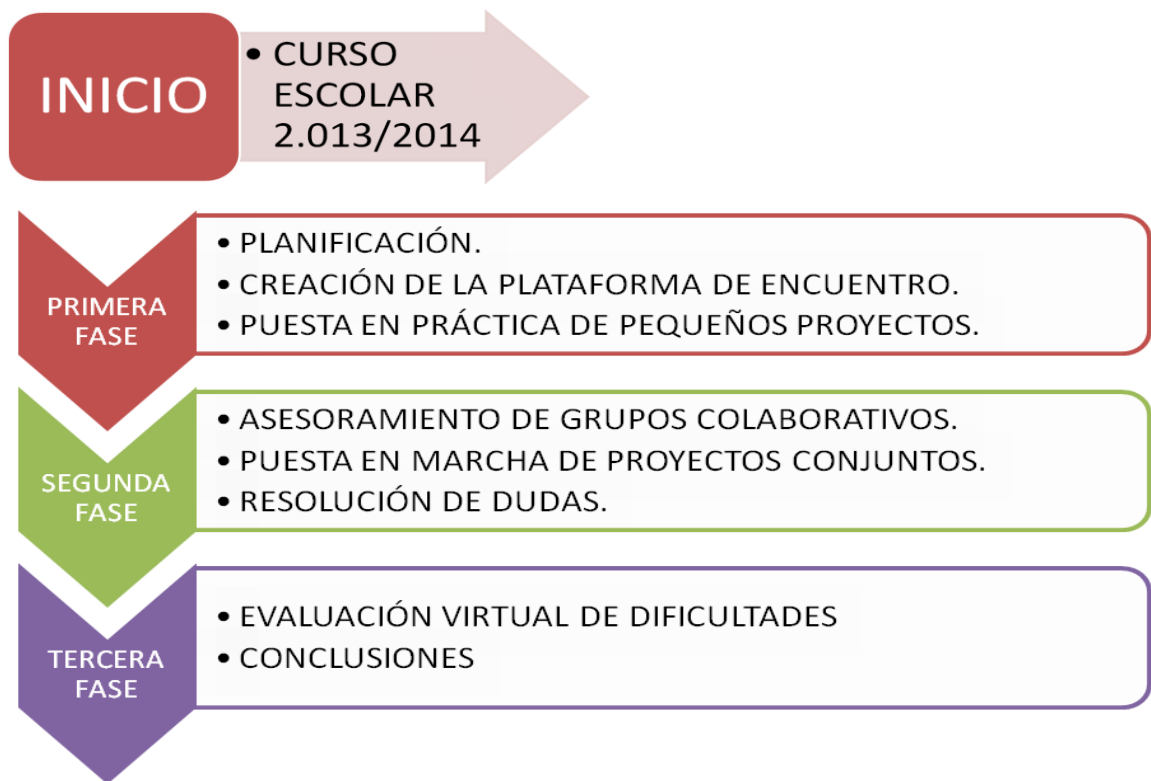 INICIO
• CURSO
ESCOLAR
2.013/2014
PRIMERA
FASE
• PLANIFICACIÓN.
• CREACIÓN DE LA PLATAFORMA DE ENCUENTRO.
• PUESTA EN PRÁCTICA DE PEQUEÑOS PROYECTOS.
SEGUNDA
FASE
• ASESORAMIENTO DE GRUPOS COLABORATIVOS.
• PUESTA EN MARCHA DE PROYECTOS CONJUNTOS.
• RESOLUCIÓN DE DUDAS.
TERCERA
FASE
• EVALUACIÓN VIRTUAL DE DIFICULTADES
• CONCLUSIONES